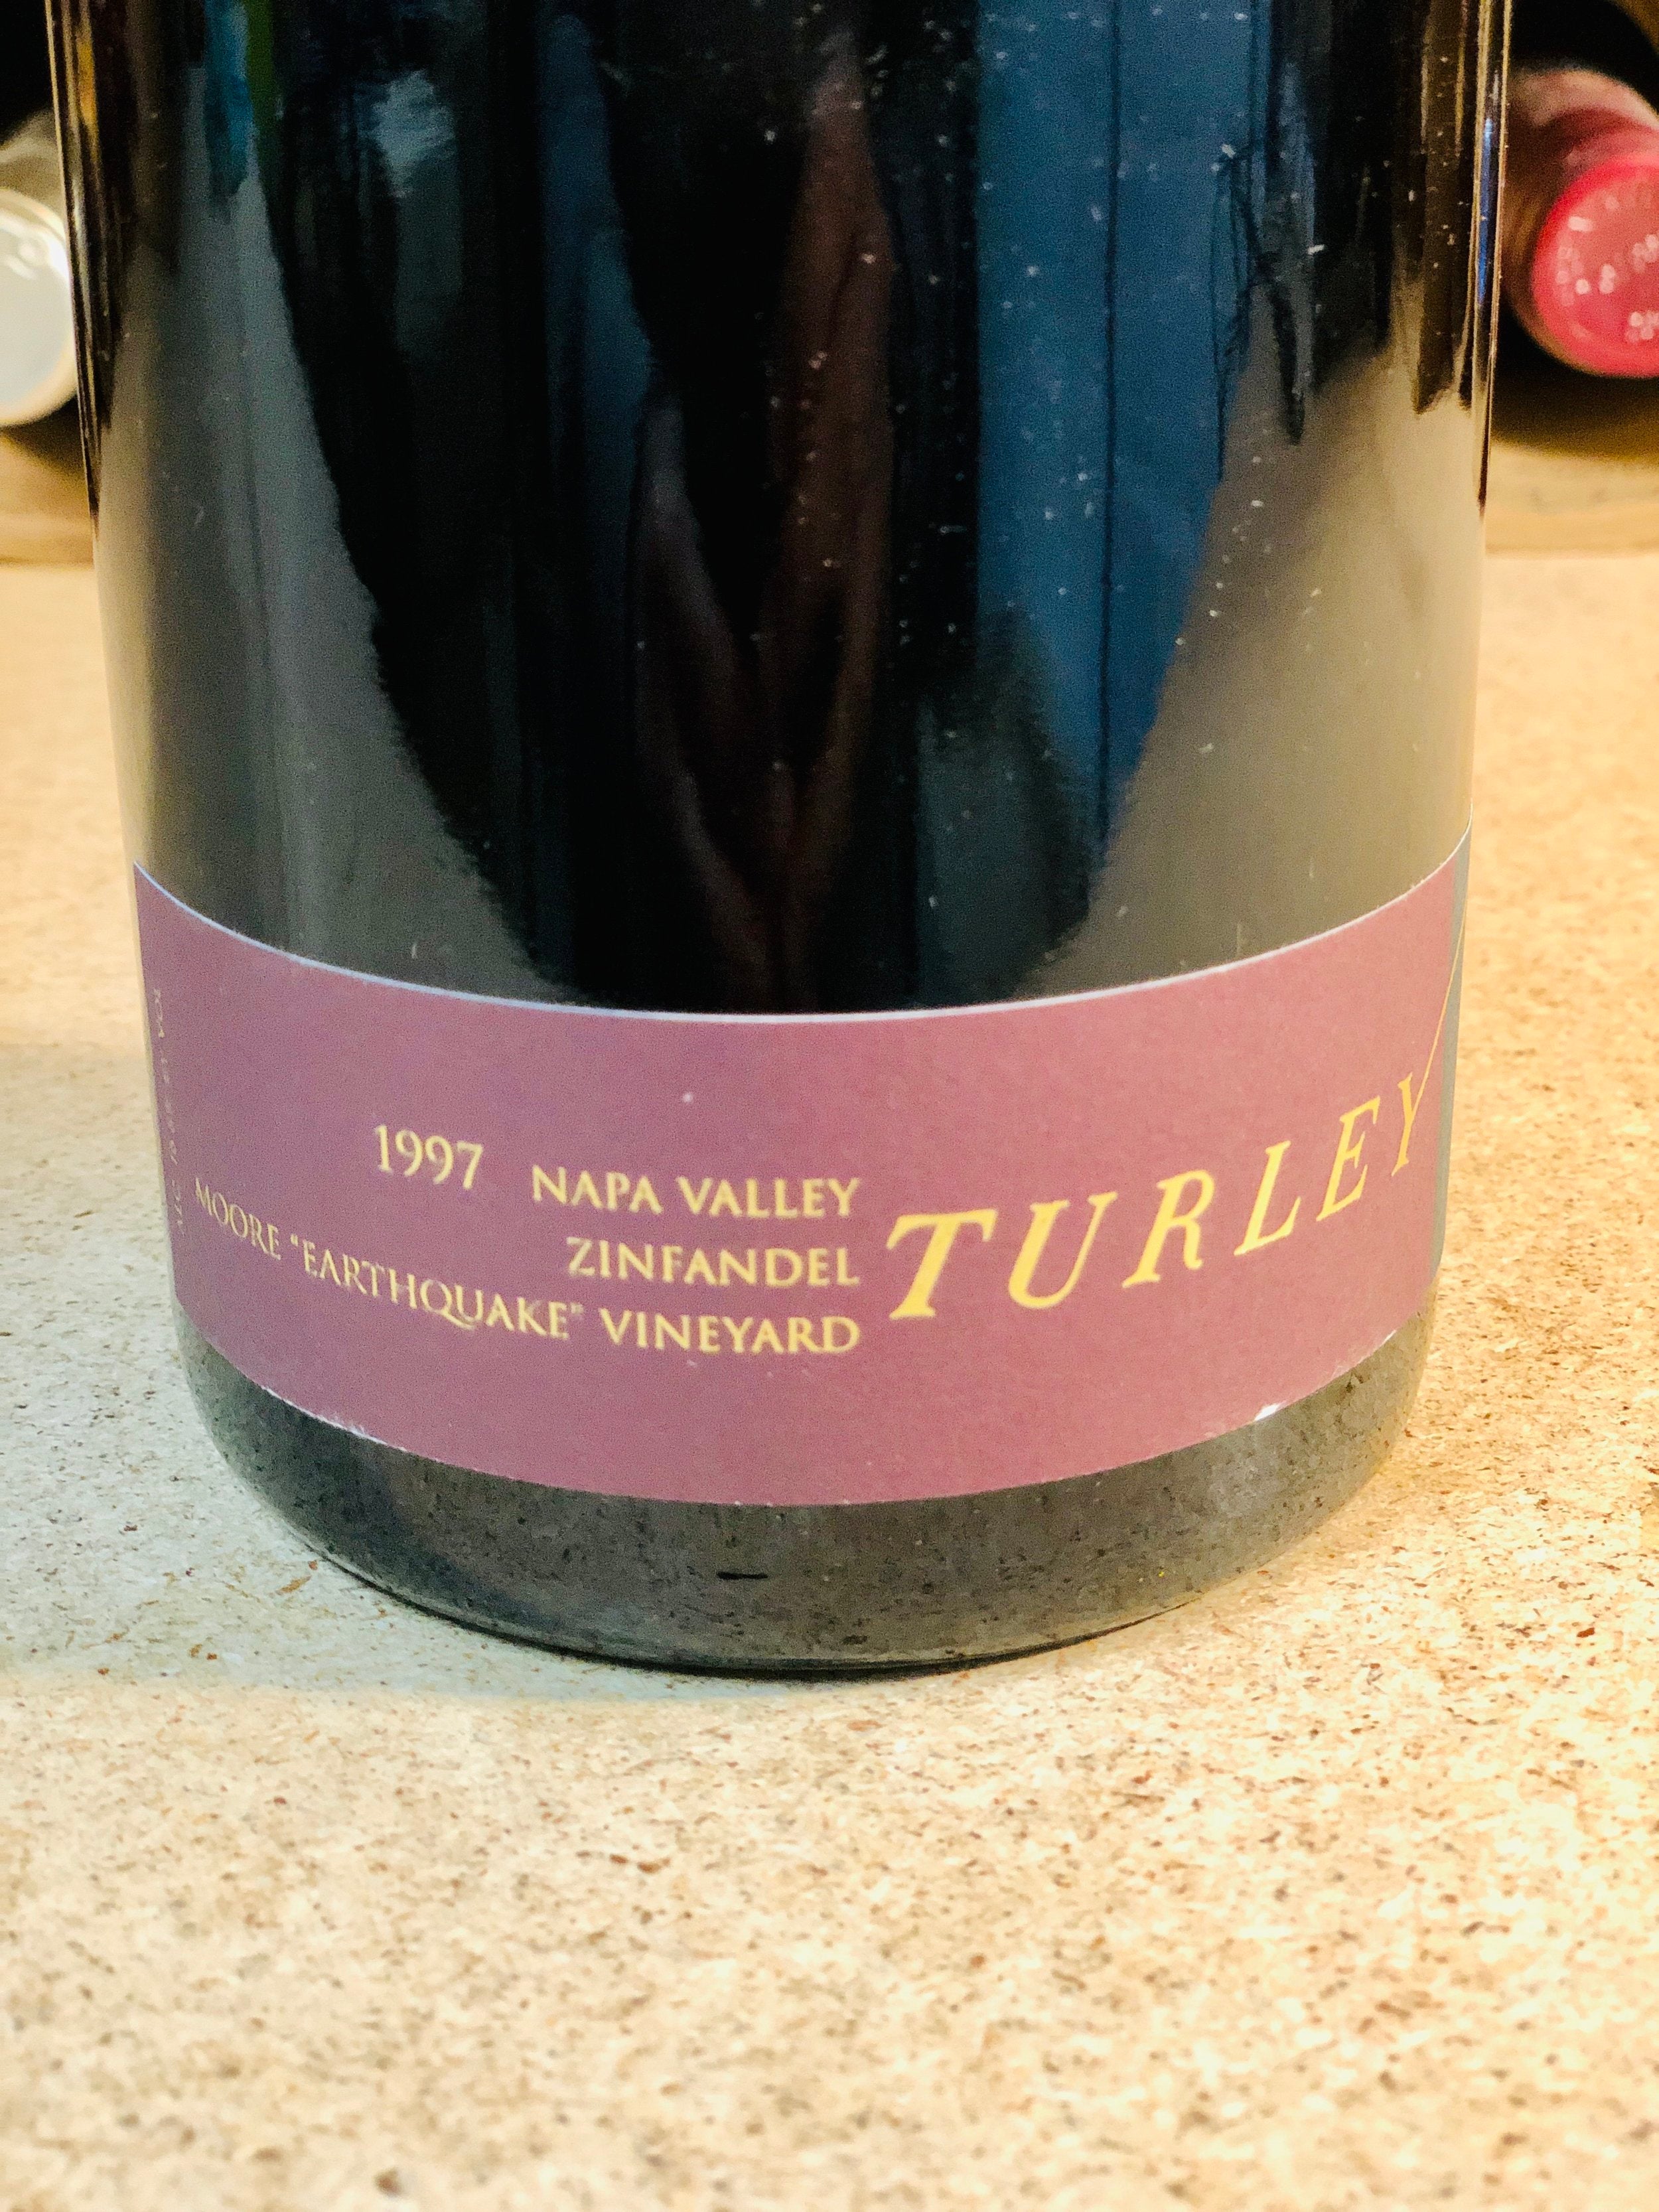 1997 NAPA VALLEY
ZINFANDEL
MOORE "EARTHQUAKE" VINEYARD
TURLEY